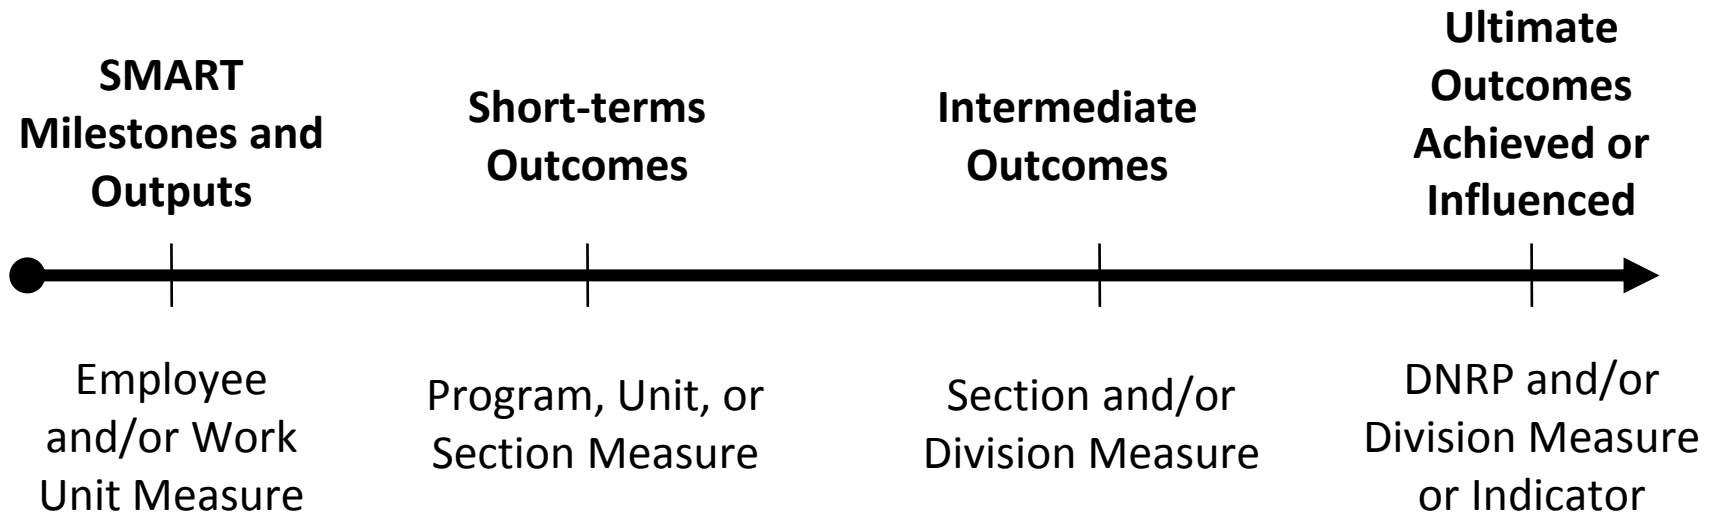 SMART
Milestones and
Outputs
Short-terms
Outcomes
Intermediate
Outcomes
Ultimate
Outcomes
Achieved or
Influenced
Employee
and/or Work
Unit Measure
Program, Unit, or
Section Measure
Section and/or
Division Measure
DNRP and/or
Division Measure
or Indicator